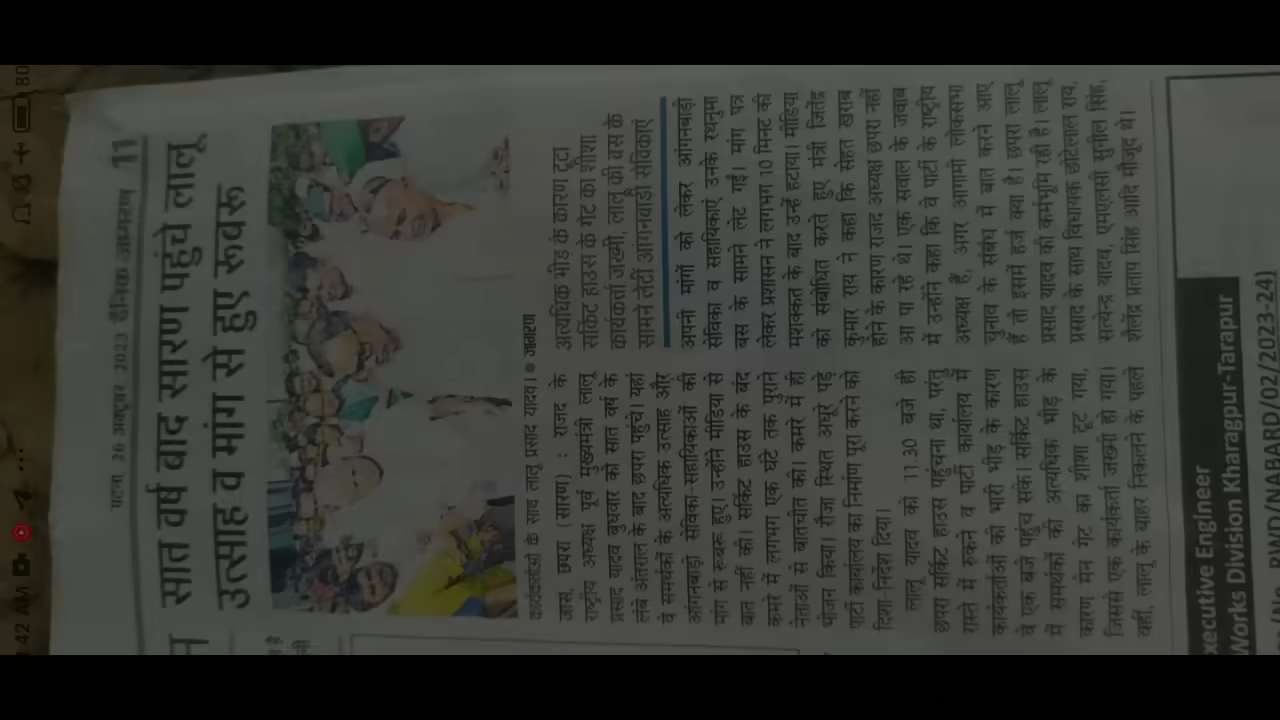 42 AM
80
पटना, 26 अक्टूबर, 2023 दैनिक जागरण 11
सात वर्ष बाद सारण पहुंचे लालू
उत्साह व मांग से हुए रूबरू
कार्यकर्ताओं के साथ लालू प्रसाद यादव। ● जागरण
जासं, छपरा (सारण) : राजद के
राष्ट्रीय अध्यक्ष पूर्व मुख्यमंत्री लालू
प्रसाद यादव बुधवार को सात वर्ष के
लंबे अंतराल के बाद छपरा पहुंचे। यहां
वे समर्थकों के अत्यधिक उत्साह और
आंगनबाड़ी सेविका-सहायिकाओं की
मांग से रूबरू हुए। उन्होंने मीडिया से
बात नहीं की। सर्किट हाउस के बंद
कमरे में लगभग एक घंटे तक पुराने
नेताओं से बातचीत की। कमरे में ही
भोजन किया। रौजा स्थित अधूरे पड़े
पार्टी कार्यालय का निर्माण पूरा करने का
दिशा-निर्देश दिया।
लालू यादव को 11.30 बजे ही
छपरा सर्किट हाउस पहुंचना था, परंतु
रास्ते में रुकने व पार्टी कार्यालय में
कार्यकर्ताओं की भारी भीड़ के कारण
वे एक बजे पहुंच सके। सर्किट हाउस
में समर्थकों की अत्यधिक भीड़ के
कारण मेन गेट का शीशा टूट गया,
जिससे एक कार्यकर्ता जख्मी हो गया।
वहीं, लालू के बाहर निकलने के पहले
अत्यधिक भीड़ के कारण टूटा
सर्किट हाउस के गेट का शीशा
कार्यकर्ता जख्मी, लालू की बस के
सामने लेटीं आंगनबाड़ी सेविकाएं
अपनी मांगों को लेकर आंगनबाड़ी
सेविका व सहायिकाएं उनके रथनुमा
बस के सामने लेट गईं। मांग पत्र
लेकर प्रशासन ने लगभग 10 मिनट की
मशक्कत के बाद उन्हें हटाया। मीडिया
को संबोधित करते हुए मंत्री जितेंद्र
कुमार राय ने कहा कि सेहत खराब
होने के कारण राजद अध्यक्ष छपरा नहीं
आ पा रहे थे। एक सवाल के जवाब
में उन्होंने कहा कि वे पार्टी के राष्ट्रीय
अध्यक्ष हैं, अगर आगामी लोकसभा
चुनाव के संबंध में बात करने आए
हैं तो इसमें हर्ज क्या है। छपरा लालू
प्रसाद यादव की कर्मभूमि रही है। लालू
प्रसाद के साथ विधायक छोटेलाल राय,
सत्येन्द्र यादव, एमएलसी सुनील सिंह,
शैलेंद्र प्रताप सिंह आदि मौजूद थे।
xecutive Engineer
Works Division Kharagpur-Tarapur
RWD/NABARD/02/2023-24)